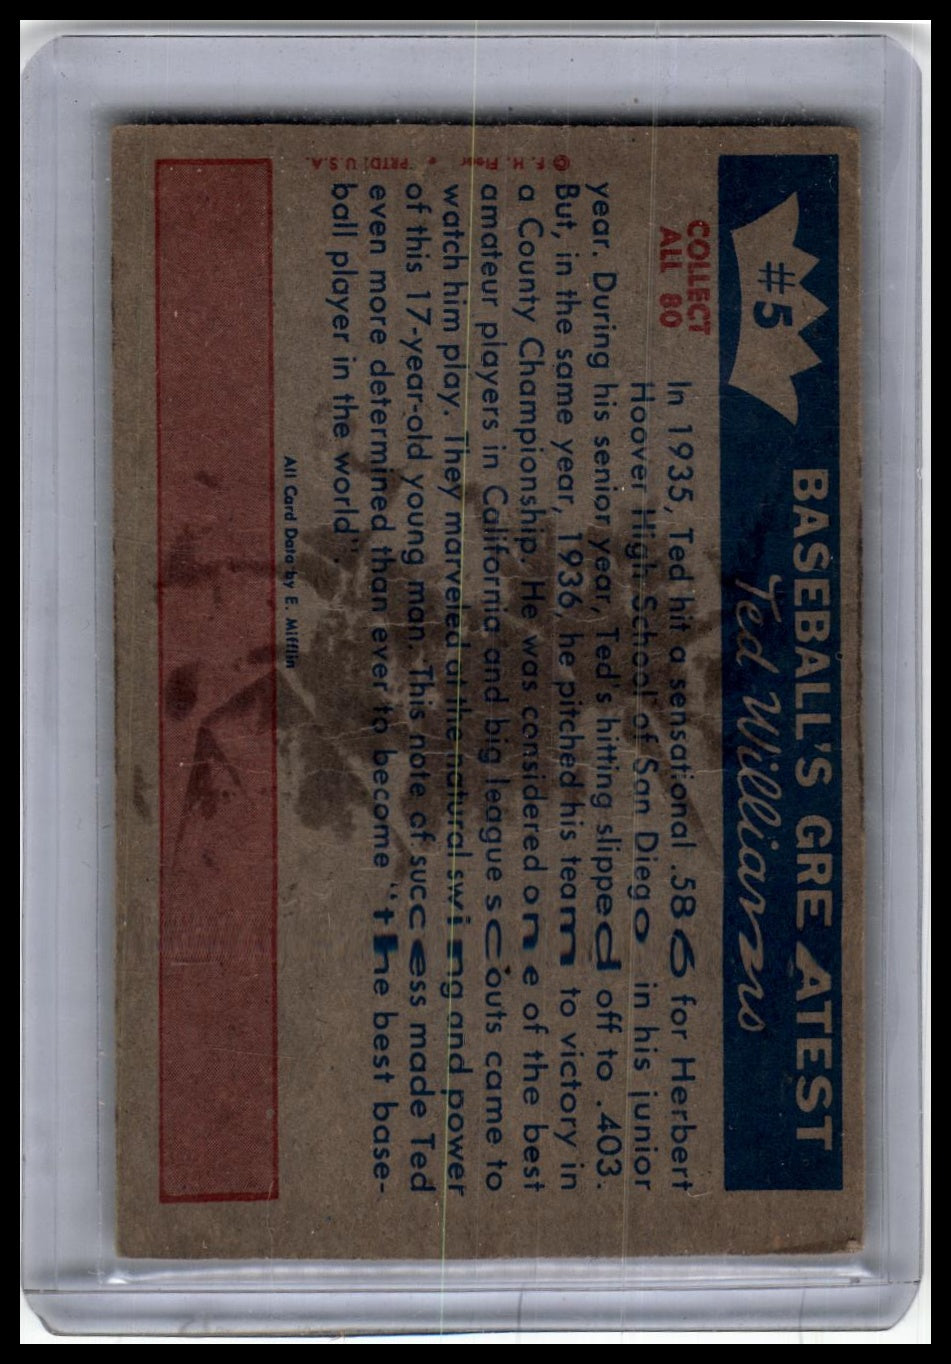 #5
BASEBALL'S GREATEST
Ted Williams
COLLECT
ALL 80
In 1935, Ted hit a sensational .586 for Herbert
Hoover High School of San Diego in his junior
year. During his senior year, Ted's hitting slipped off to .403.
But, in the same year, 1936, he pitched his team to victory in
a County Championship. He was considered one of the best
amateur players in California and big league scouts came to
watch him play. They marveled at the natural swing and power
of this 17-year-old young man. This note of success made Ted
even more determined than ever to become "the best base-
ball player in the world".
All Card Data by E. Mifflin
© F. H. Fleer • PRTD: U.S.A.